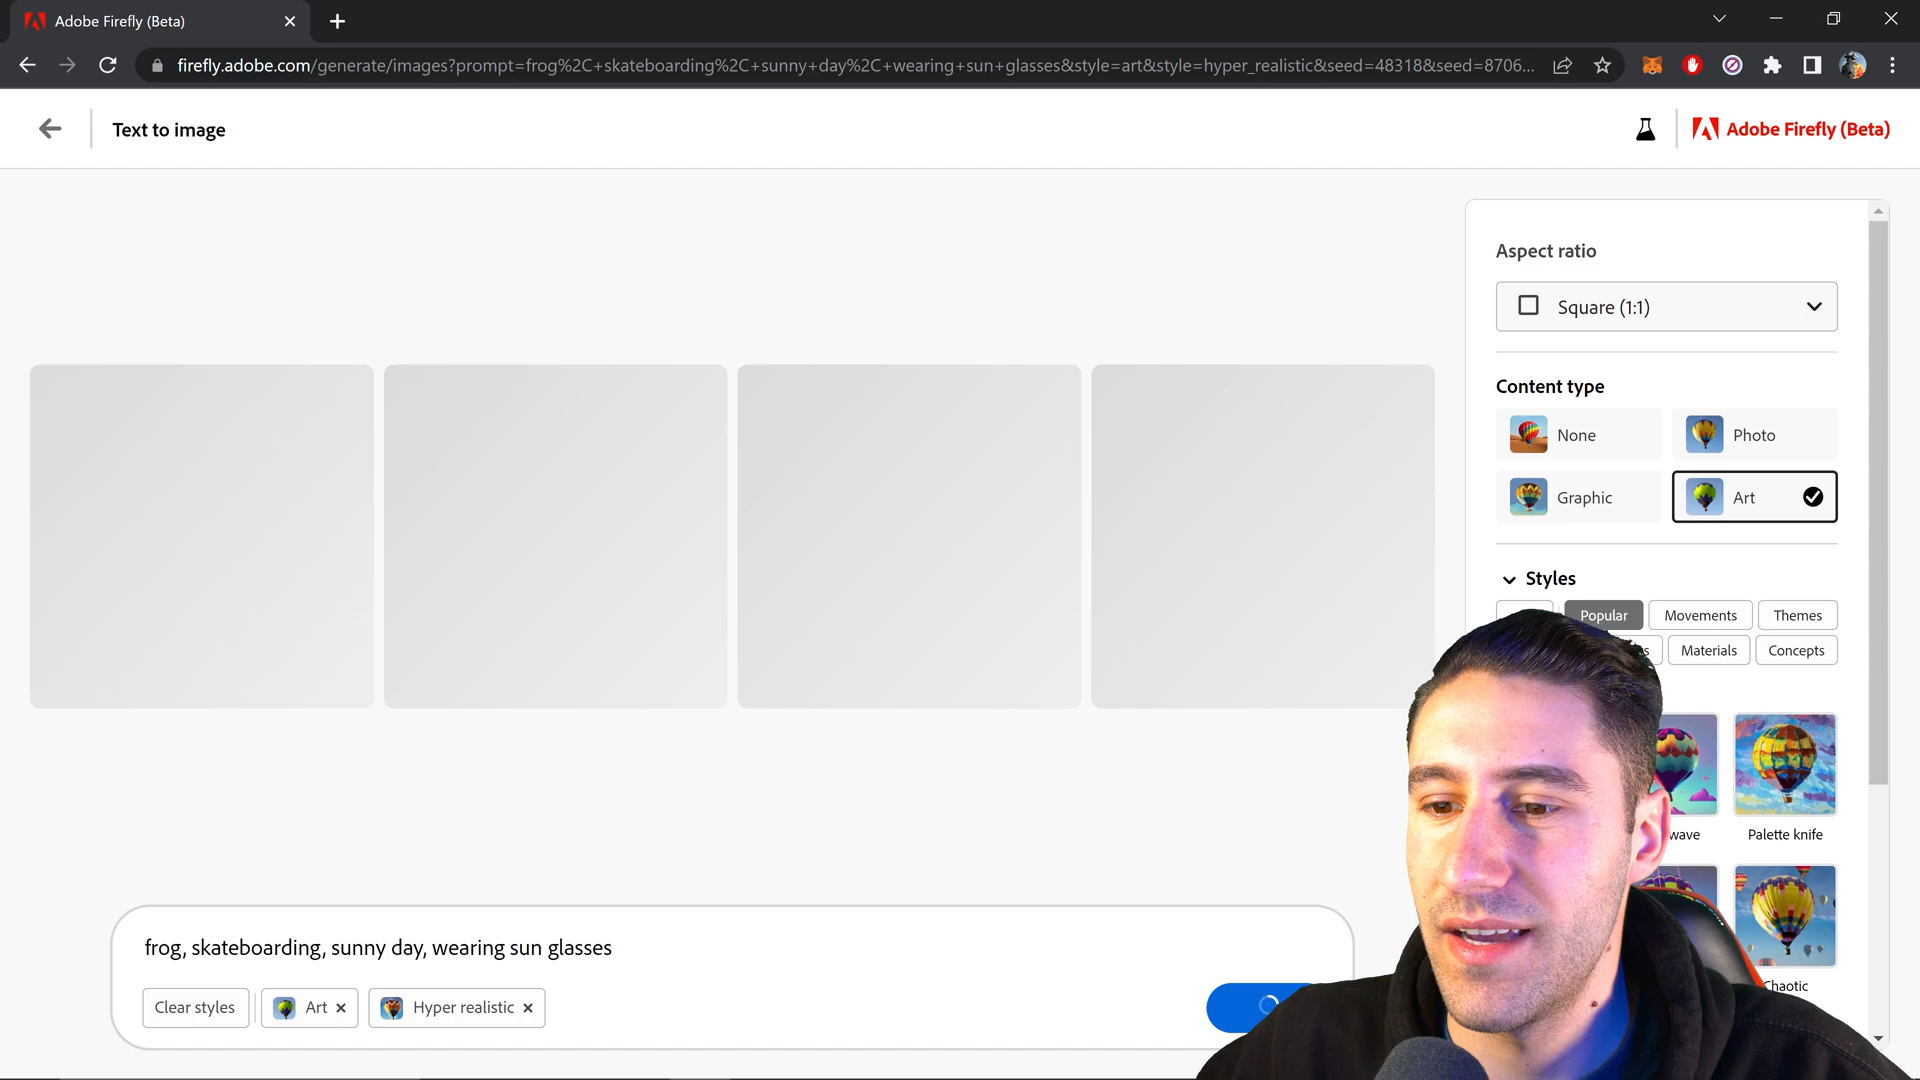 Adobe Firefly (Beta)
firefly.adobe.com/generate/images?prompt=frog%2C+skateboarding%2C+sunny+day%2C+wearing+sun+glasses&style=art&style=hyper_realistic&seed=48318&seed=8706...
Text to image
Adobe Firefly (Beta)
Aspect ratio
Square (1:1)
Content type
None
Photo
Graphic
Art
Styles
Popular
Movements
Themes
Materials
Concepts
wave
Palette knife
Chaotic
frog, skateboarding, sunny day, wearing sun glasses
Clear styles
Art
Hyper realistic